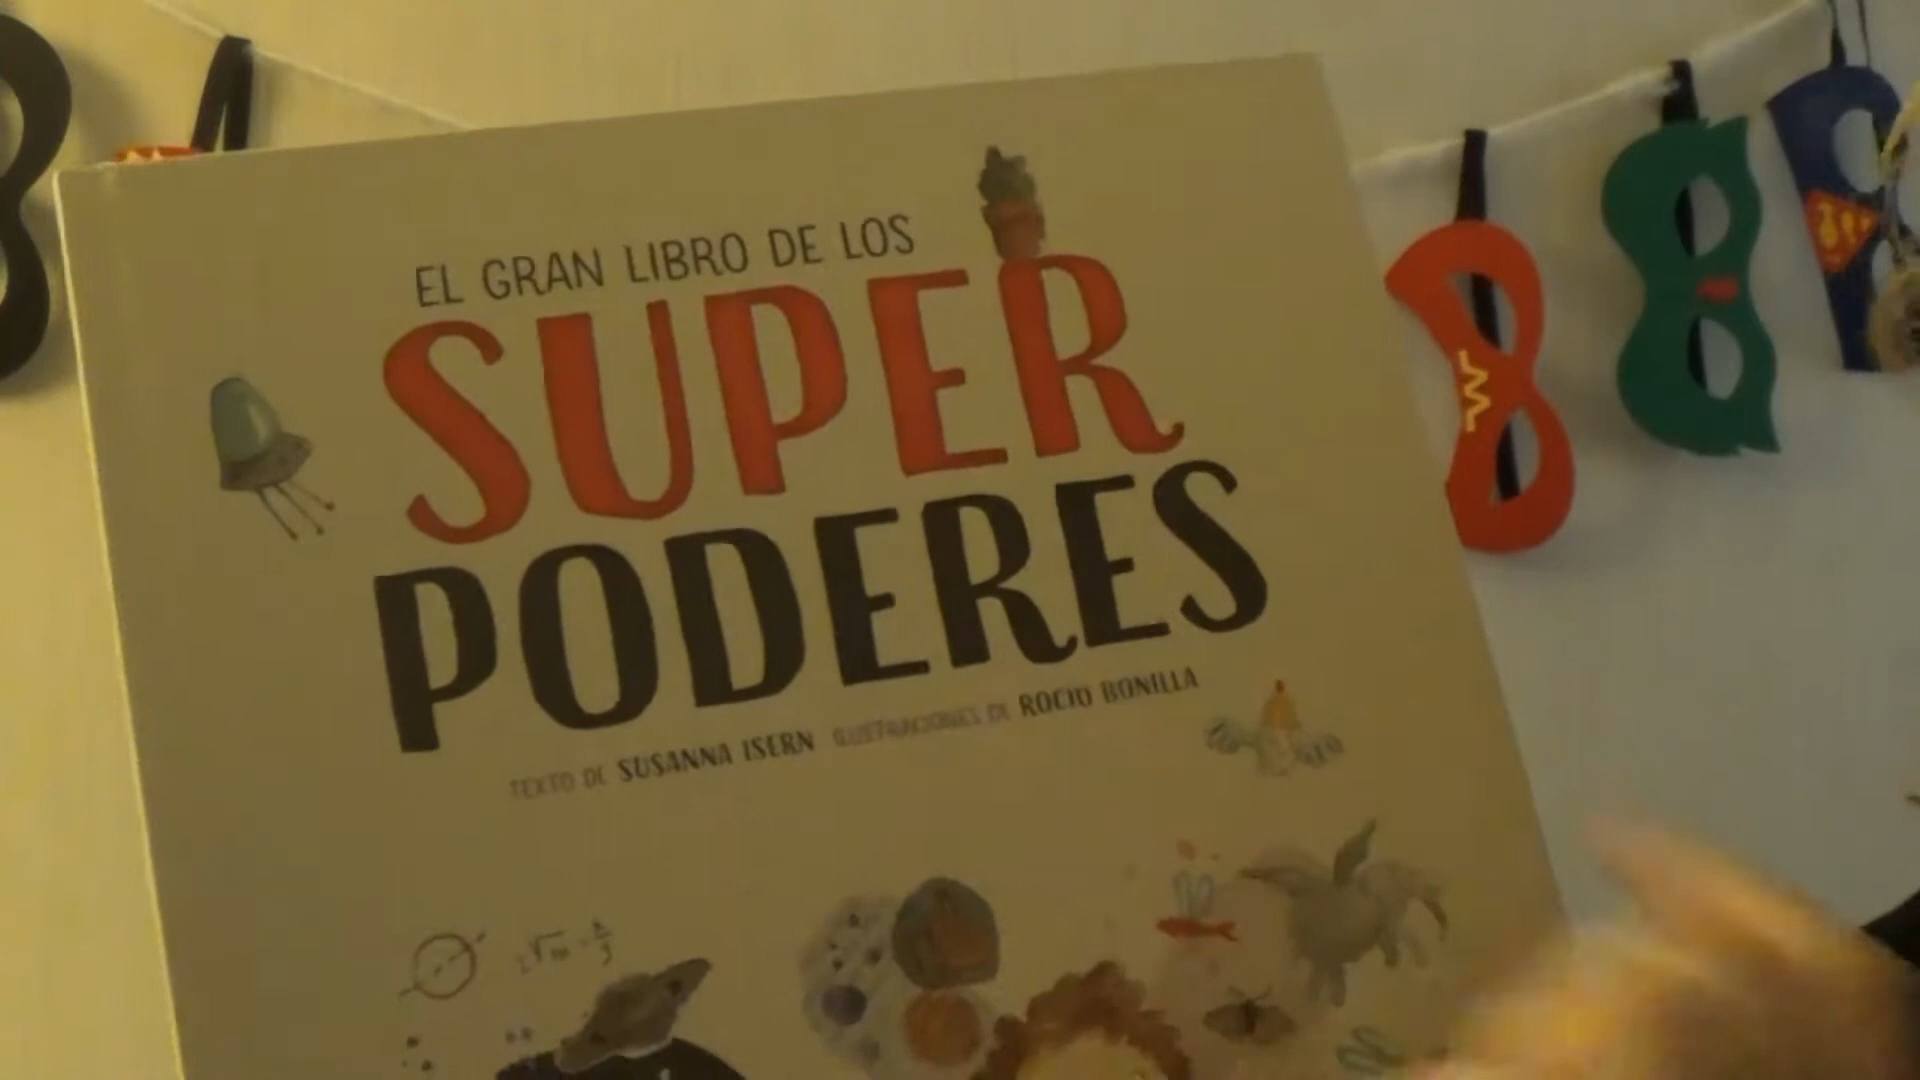 EL GRAN LIBRO DE LOS
SUPER
PODERES
TEXTO DE SUSANNA ISERN ILUSTRACIONES DE ROCIO BONILLA